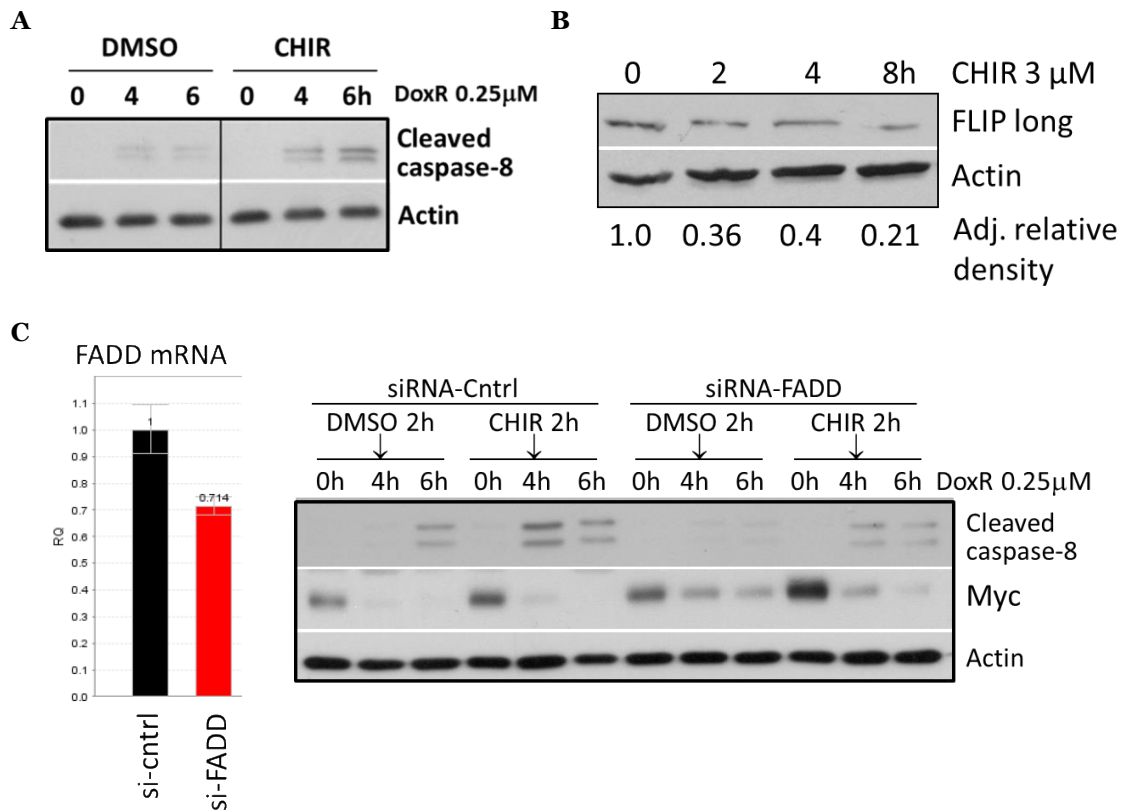 A
DMSO CHIR
0 4 6 0 4 6h DoxR 0.25μM
Cleaved
caspase-8
Actin
B
0 2 4 8h CHIR 3 μM
FLIP long
Actin
1.0 0.36 0.4 0.21 Adj. relative
density
C
FADD mRNA
1.1
1.0
0.9
0.8
0.7
0.6
0.5
0.4
0.3
0.2
0.1
0.0
RQ
1
0.714
si-cntrl
si-FADD
siRNA-Cntrl siRNA-FADD
DMSO 2h CHIR 2h DMSO 2h CHIR 2h
0h 4h 6h 0h 4h 6h 0h 4h 6h 0h 4h 6h DoxR 0.25μM
Cleaved
caspase-8
Myc
Actin